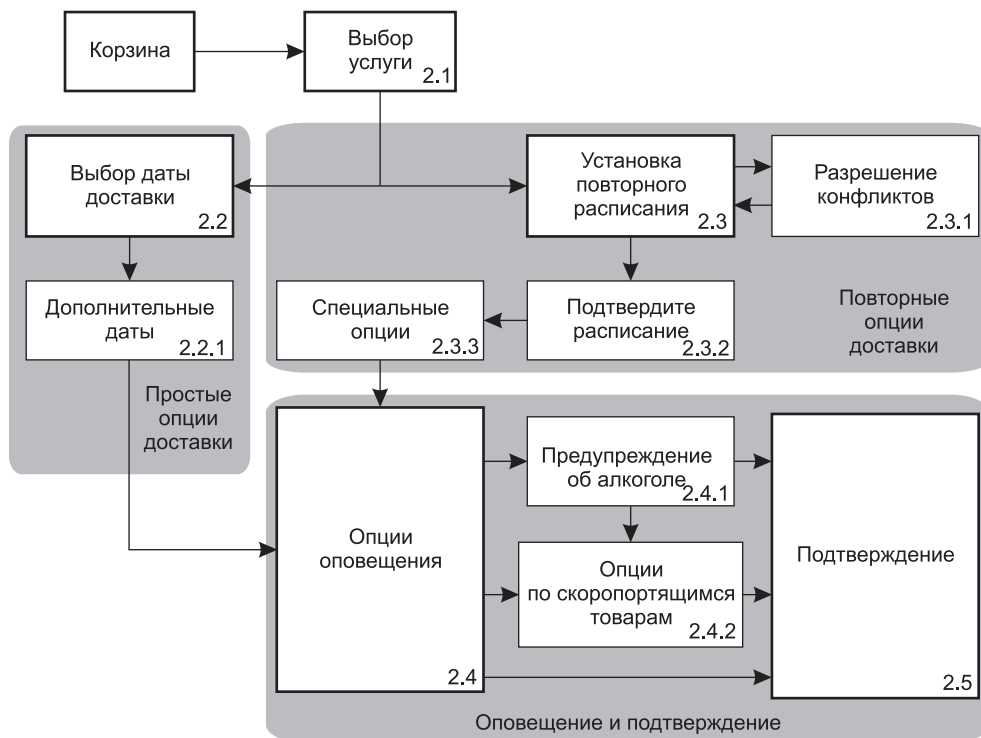 Корзина
Выбор
услуги
2.1
Выбор даты
доставки
2.2
Установка
повторного
расписания
2.3
Разрешение
конфликтов
2.3.1
Дополнительные
даты
2.2.1
Специальные
опции
2.3.3
Подтвердите
расписание
2.3.2
Повторные
опции
доставки
Простые
опции
доставки
Опции
оповещения
2.4
Предупреждение
об алкоголе
2.4.1
Опции
по скоропортящимся
товарам
2.4.2
Подтверждение
2.5
Оповещение и подтверждение